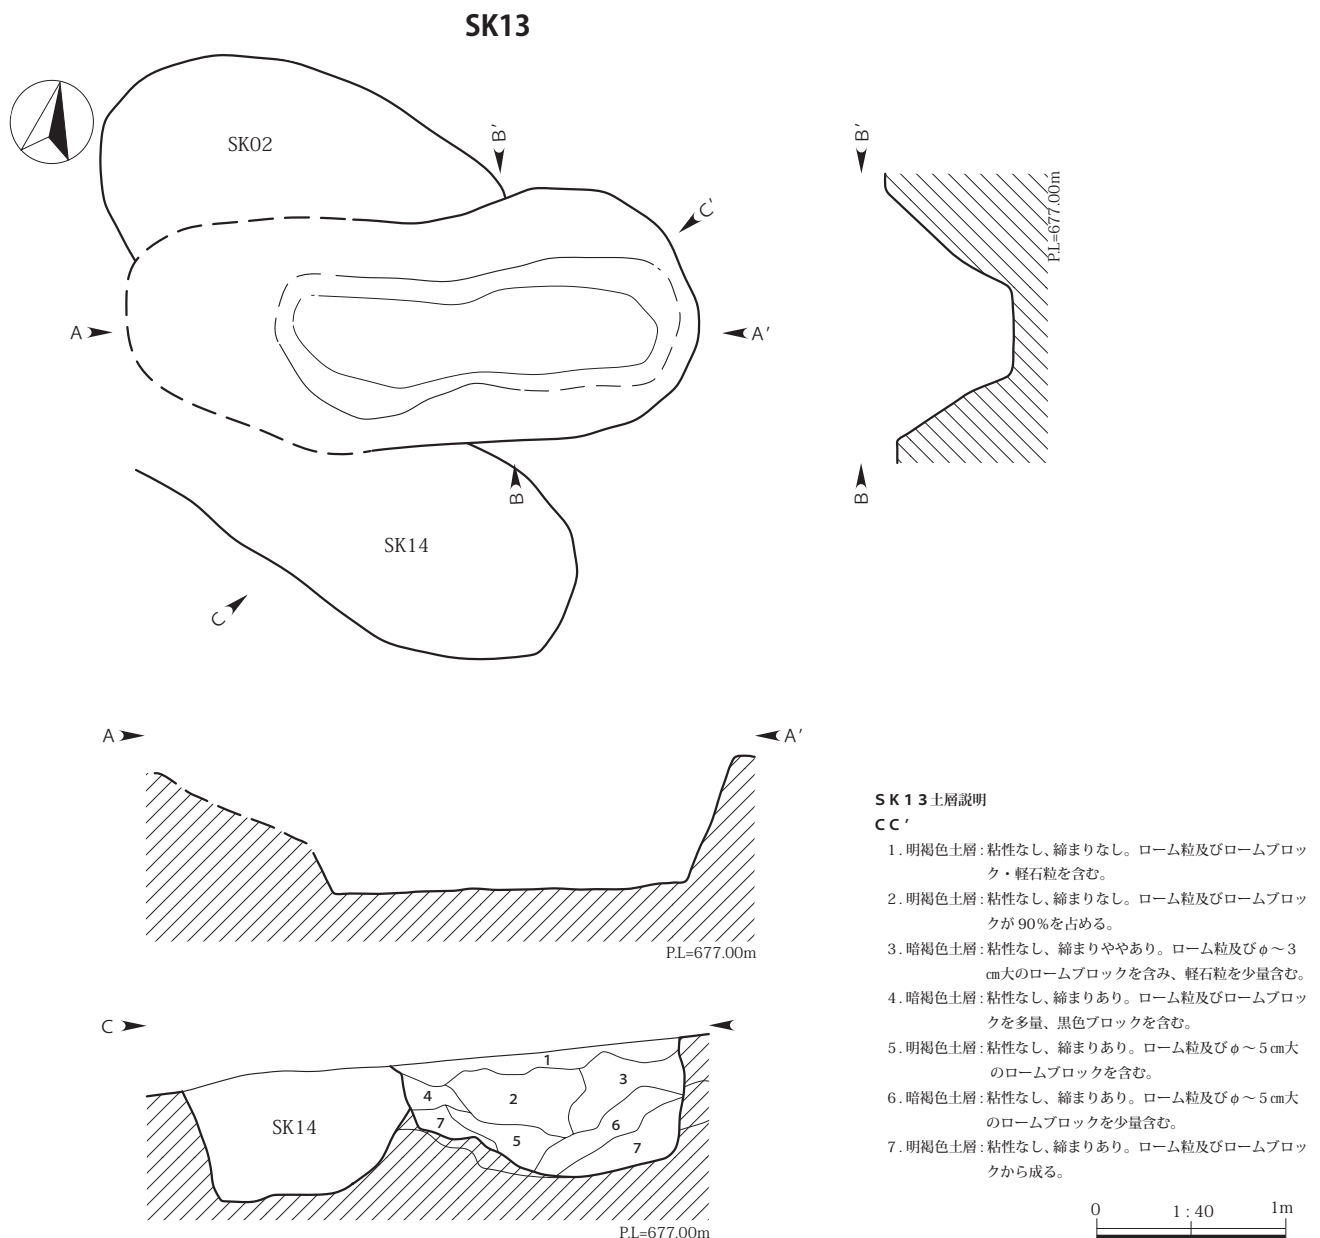 SK13
SK02
B′
C′
A
A′
B
SK14
C
B′
P.L=677.00m
B
A
A′
P.L=677.00m
C
1
2
3
4
5
6
7
7
SK14
P.L=677.00m
SK13土層説明
CC′
1.明褐色土層:粘性なし、締まりなし。ローム粒及びロームブロッ
ク・軽石粒を含む。
2.明褐色土層:粘性なし、締まりなし。ローム粒及びロームブロッ
クが90%を占める。
3.暗褐色土層:粘性なし、締まりややあり。ローム粒及びφ～3
㎝大のロームブロックを含み、軽石粒を少量含む。
4.暗褐色土層:粘性なし、締まりあり。ローム粒及びロームブロッ
クを多量、黒色ブロックを含む。
5.明褐色土層:粘性なし、締まりあり。ローム粒及びφ～5㎝大
のロームブロックを含む。
6.暗褐色土層:粘性なし、締まりあり。ローム粒及びφ～5㎝大
のロームブロックを少量含む。
7.明褐色土層:粘性なし、締まりあり。ローム粒及びロームブロッ
クから成る。
0 1:40 1m